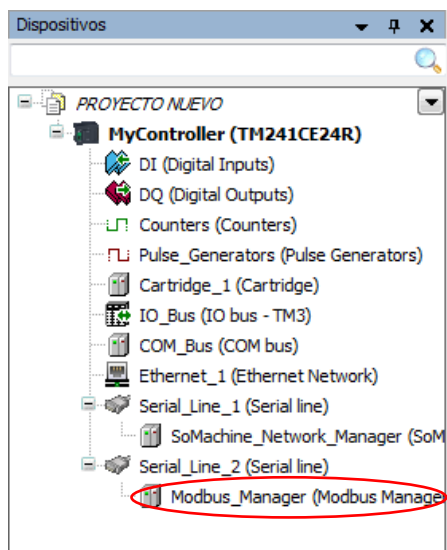 Dispositivos
PROYECTO NUEVO
MyController (TM241CE24R)
DI (Digital Inputs)
DQ (Digital Outputs)
Counters (Counters)
Pulse_Generators (Pulse Generators)
Cartridge_1 (Cartridge)
IO_Bus (IO bus - TM3)
COM_Bus (COM bus)
Ethernet_1 (Ethernet Network)
Serial_Line_1 (Serial line)
SoMachine_Network_Manager (SoM
Serial_Line_2 (Serial line)
Modbus_Manager (Modbus Manage